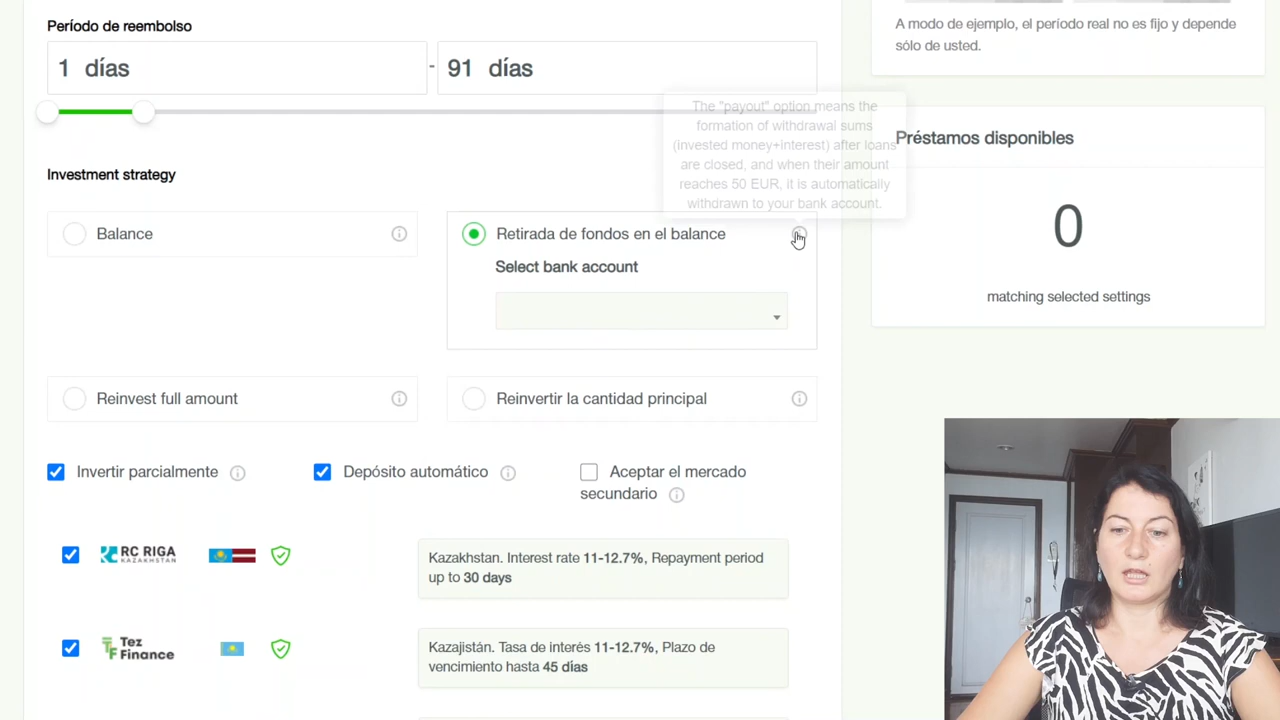 Período de reembolso
1 días - 91 días
A modo de ejemplo, el período real no es fijo y depende
sólo de usted.
The "payout" option means the
formation of withdrawal sums
(invested money+interest) after loans
are closed, and when their amount
reaches 50 EUR, it is automatically
withdrawn to your bank account.
Préstamos disponibles
0
matching selected settings
Investment strategy
Balance
Retirada de fondos en el balance
Select bank account
Reinvest full amount
Reinvertir la cantidad principal
Invertir parcialmente
Depósito automático
Aceptar el mercado
secundario
RC RIGA
KAZAKHSTAN
Kazakhstan. Interest rate 11-12.7%, Repayment period
up to 30 days
Tez
Finance
Kazajistán. Tasa de interés 11-12.7%, Plazo de
vencimiento hasta 45 días